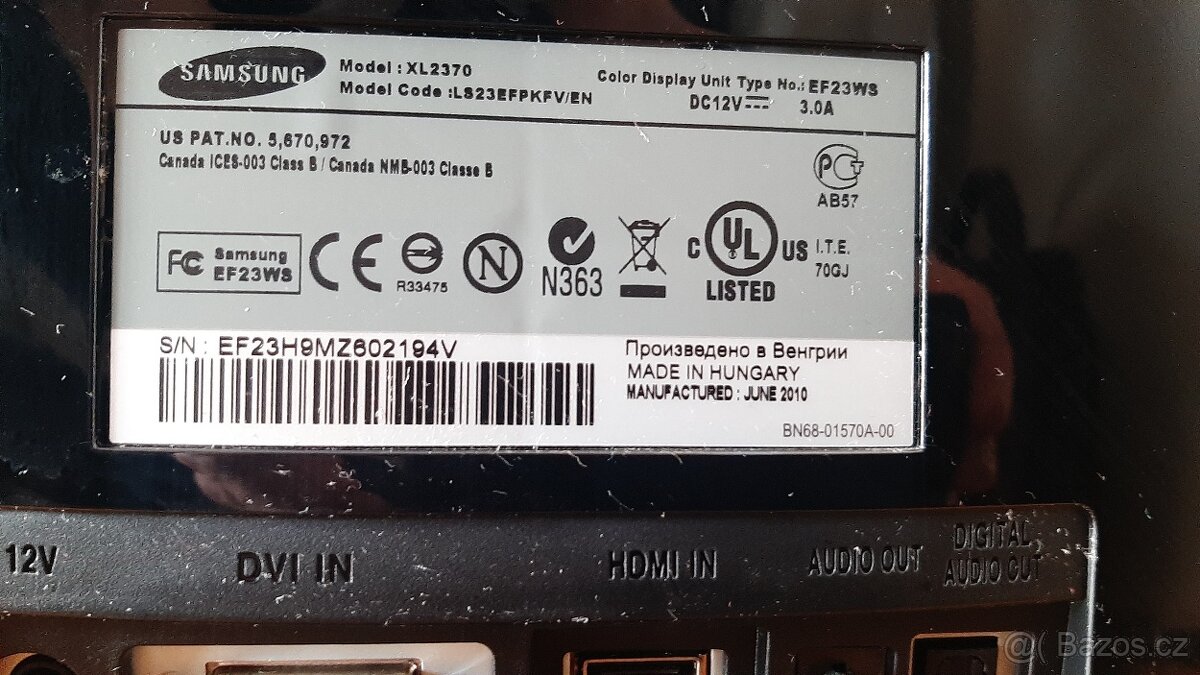 SAMSUNG
Model : XL2370
Model Code :LS23EFPKFV/EN
Color Display Unit Type No.: EF23WS
DC12V 3.0A
US PAT.NO. 5,670,972
Canada ICES-003 Class B / Canada NMB-003 Classe B
PCT
AB57
FC Samsung
EF23WS
CE
R33475
N
N363
C UL US
LISTED
I.T.E.
70GJ
S/N : EF23H9MZ602194V
Произведено в Венгрии
MADE IN HUNGARY
MANUFACTURED : JUNE 2010
BN68-01570A-00
12V
DVI IN
HDMI IN
AUDIO OUT
DIGITAL
AUDIO OUT
@( Bazos.cz